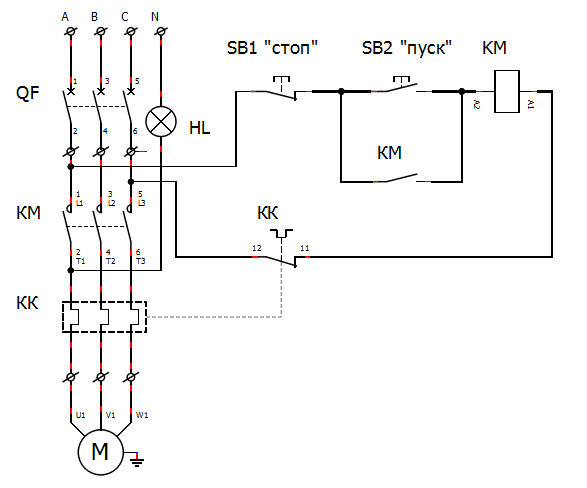 A B C N
SB1 "стоп" SB2 "пуск" KM
QF
1 3 5
2 4 6
HL
A2 A1
KM
KM
1 3 5
L1 L2 L3
KK
12 11
2 4 6
T1 T2 T3
KK
U1 V1 W1
M